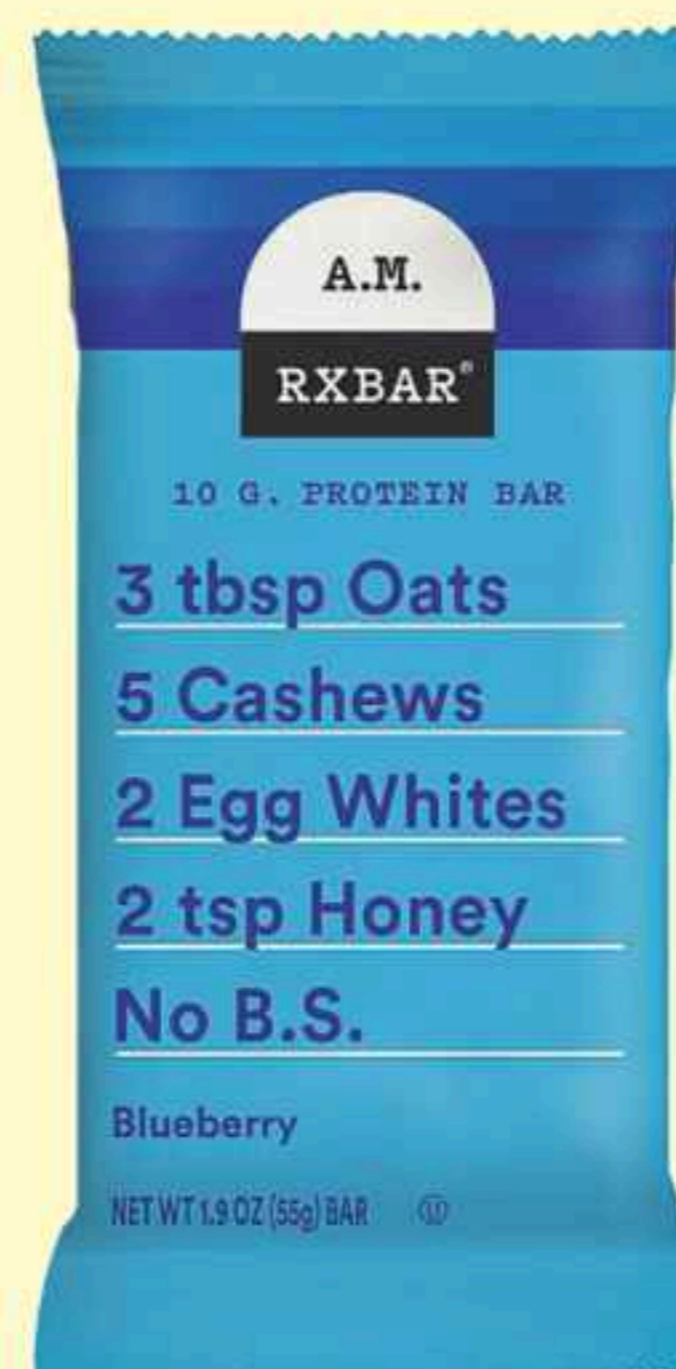 A.M.
RXBAR®
10 G. PROTEIN BAR
3 tbsp Oats
5 Cashews
2 Egg Whites
2 tsp Honey
No B.S.
Blueberry
NET WT 1.9 OZ (55g) BAR Ⓤ